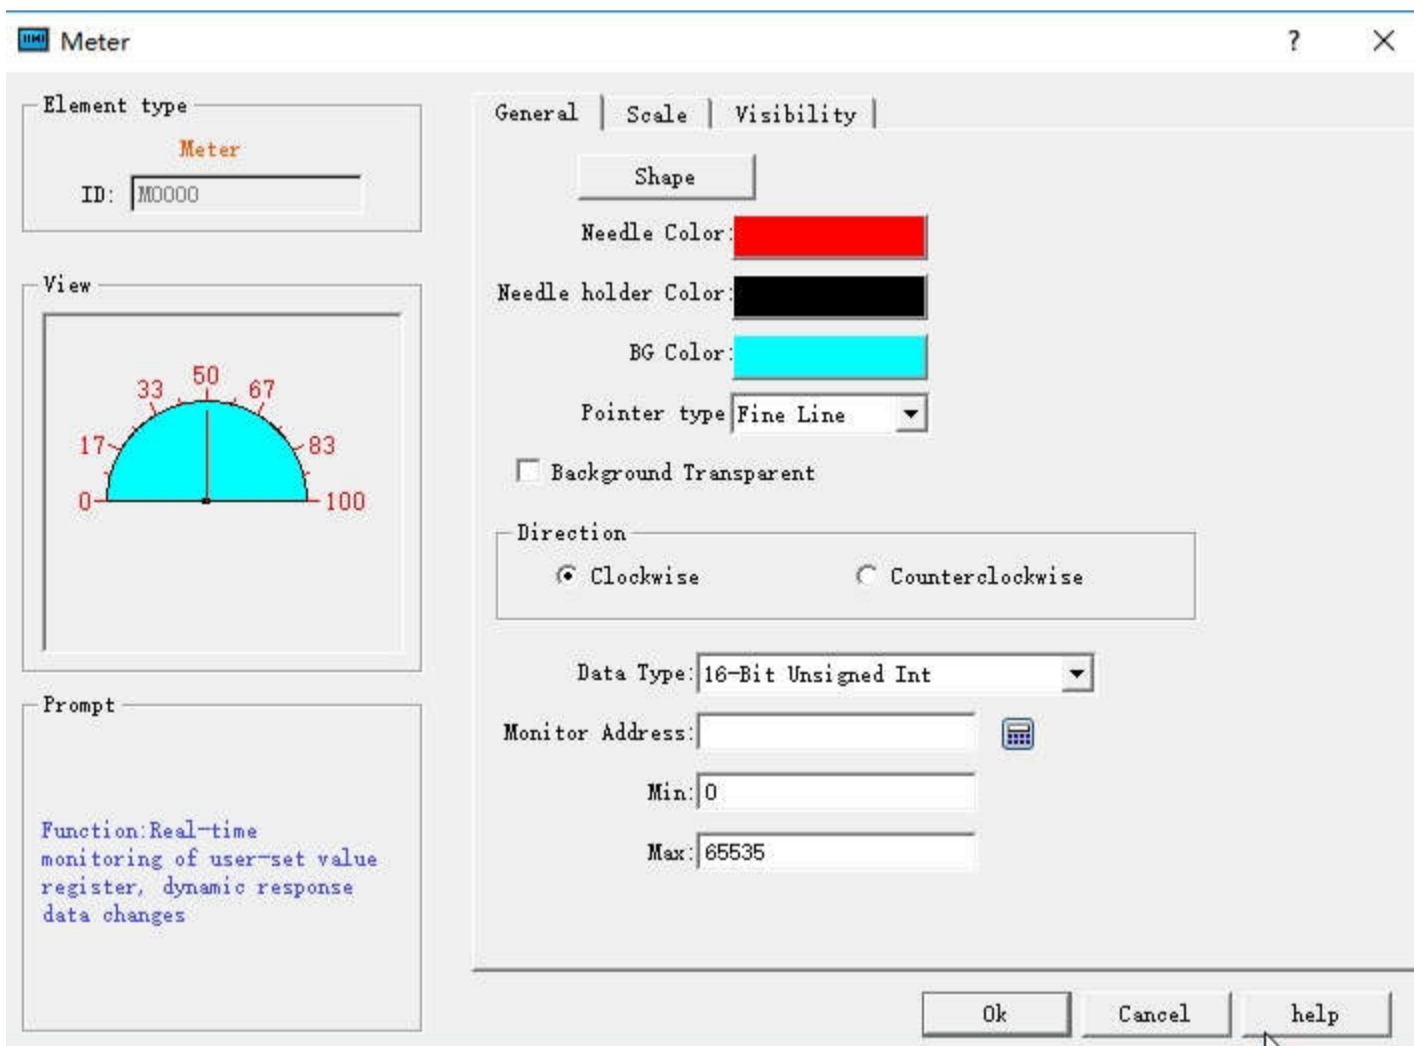 Meter
?
Element type
Meter
ID: M0000
View
50
33
67
17
83
0
100
Prompt
Function:Real-time
monitoring of user-set value
register, dynamic response
data changes
General
Scale
Visibility
Shape
Needle Color:
Needle holder Color:
BG Color:
Pointer type Fine Line
Background Transparent
Direction
Clockwise
Counterclockwise
Data Type: 16-Bit Unsigned Int
Monitor Address:
Min: 0
Max: 65535
Ok
Cancel
help